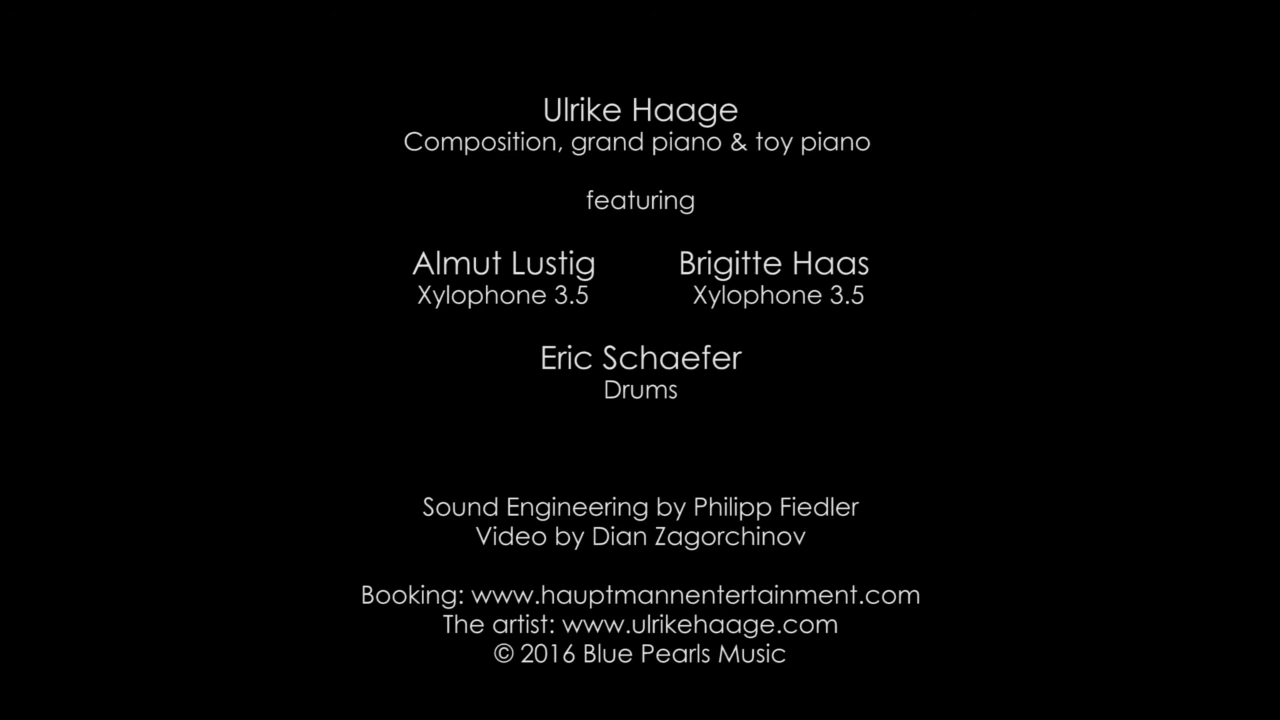 Ulrike Haage
Composition, grand piano & toy piano
featuring
Almut Lustig Brigitte Haas
Xylophone 3.5 Xylophone 3.5
Eric Schaefer
Drums
Sound Engineering by Philipp Fiedler
Video by Dian Zagorchinov
Booking: www.hauptmannentertainment.com
The artist: www.ulrikehaage.com
© 2016 Blue Pearls Music